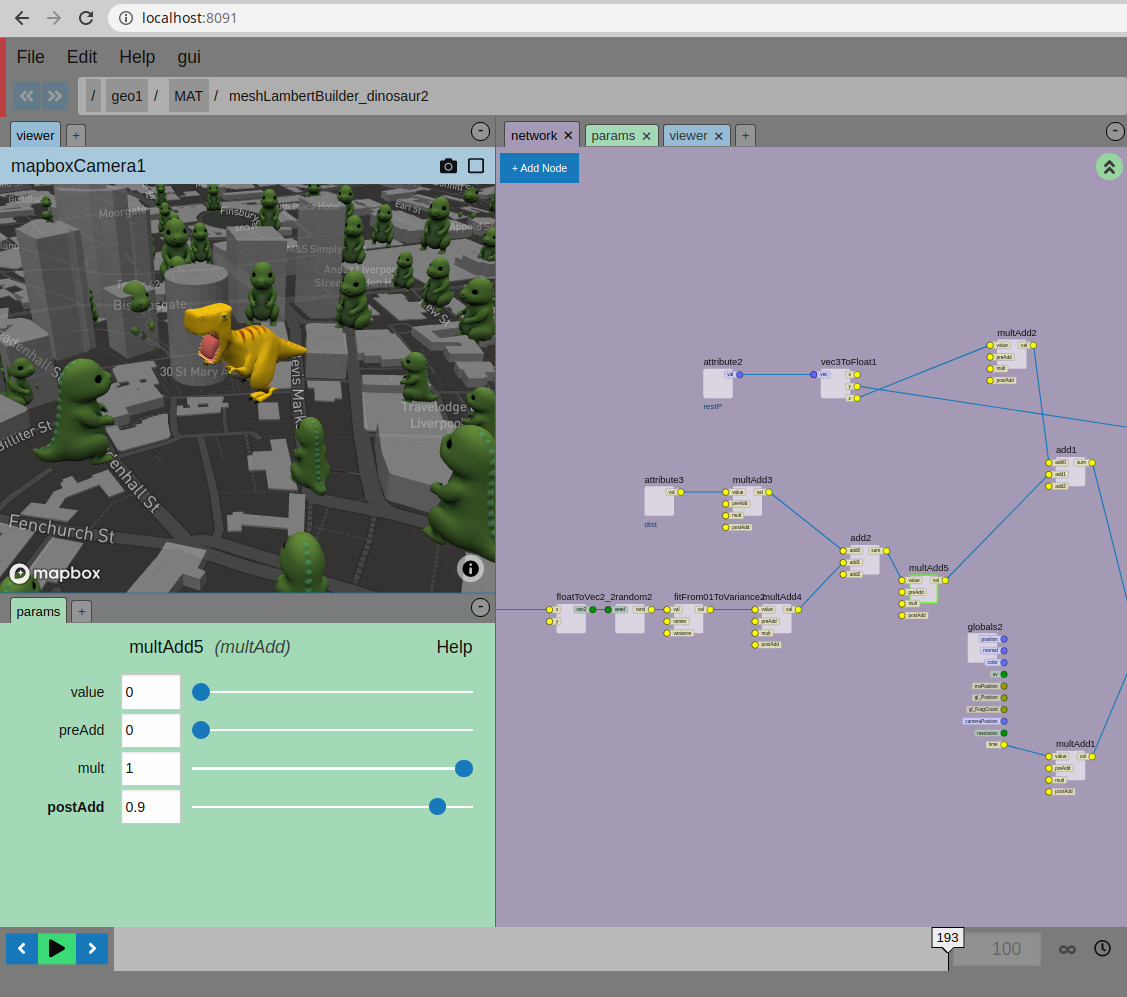 localhost:8091
File Edit Help gui
/ geo1 / MAT / meshLambertBuilder_dinosaur2
viewer +
mapboxCamera1
Moorgate
Finsbury
Circus
Earl St
M&S Simply
30 St Mary A
Travelodge
Liverpool
Billiter St
denhall St
Fenchurch St
mapbox
params +
multAdd5 (multAdd) Help
value 0
preAdd 0
mult 1
postAdd 0.9
network × params × viewer × +
+ Add Node
multAdd2
value val
preAdd
mult
postAdd
attribute2
val
restP
vec3ToFloat1
vec x
y
z
add1
add0 sum
add1
add2
attribute3
val
dist
multAdd3
value val
preAdd
mult
postAdd
add2
add0 sum
add1
add2
multAdd5
value val
preAdd
mult
postAdd
floatToVec2_2
x vec2
y
random2
seed rand
fitFrom01ToVariance2
val val
center
variance
multAdd4
value val
preAdd
mult
postAdd
globals2
position
normal
color
uv
mvPosition
gl_Position
gl_FragCoord
cameraPosition
resolution
time
multAdd1
value val
preAdd
mult
postAdd
193
100